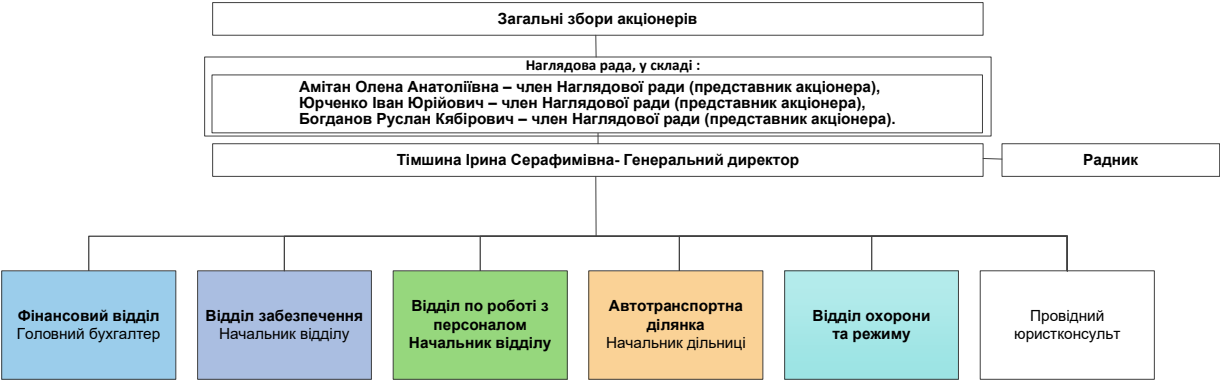 Загальні збори акціонерів
Наглядова рада, у складі :
Амітан Олена Анатоліївна – член Наглядової ради (представник акціонера),
Юрченко Іван Юрійович – член Наглядової ради (представник акціонера),
Богданов Руслан Кябірович – член Наглядової ради (представник акціонера).
Тімшина Ірина Серафимівна- Генеральний директор
Радник
Фінансовий відділ
Головний бухгалтер
Відділ забезпечення
Начальник відділу
Відділ по роботі з
персоналом
Начальник відділу
Автотранспортна
ділянка
Начальник дільниці
Відділ охорони
та режиму
Провідний
юристконсульт